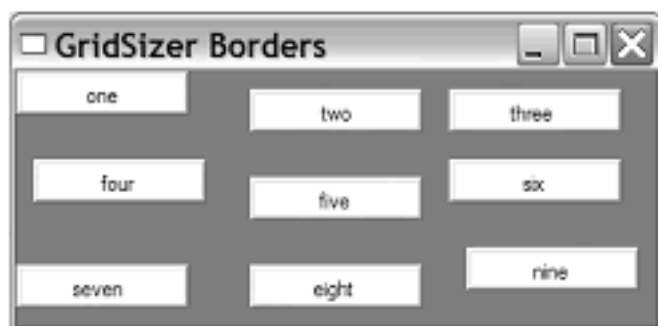 GridSizer Borders
one
two
three
four
five
six
seven
eight
nine